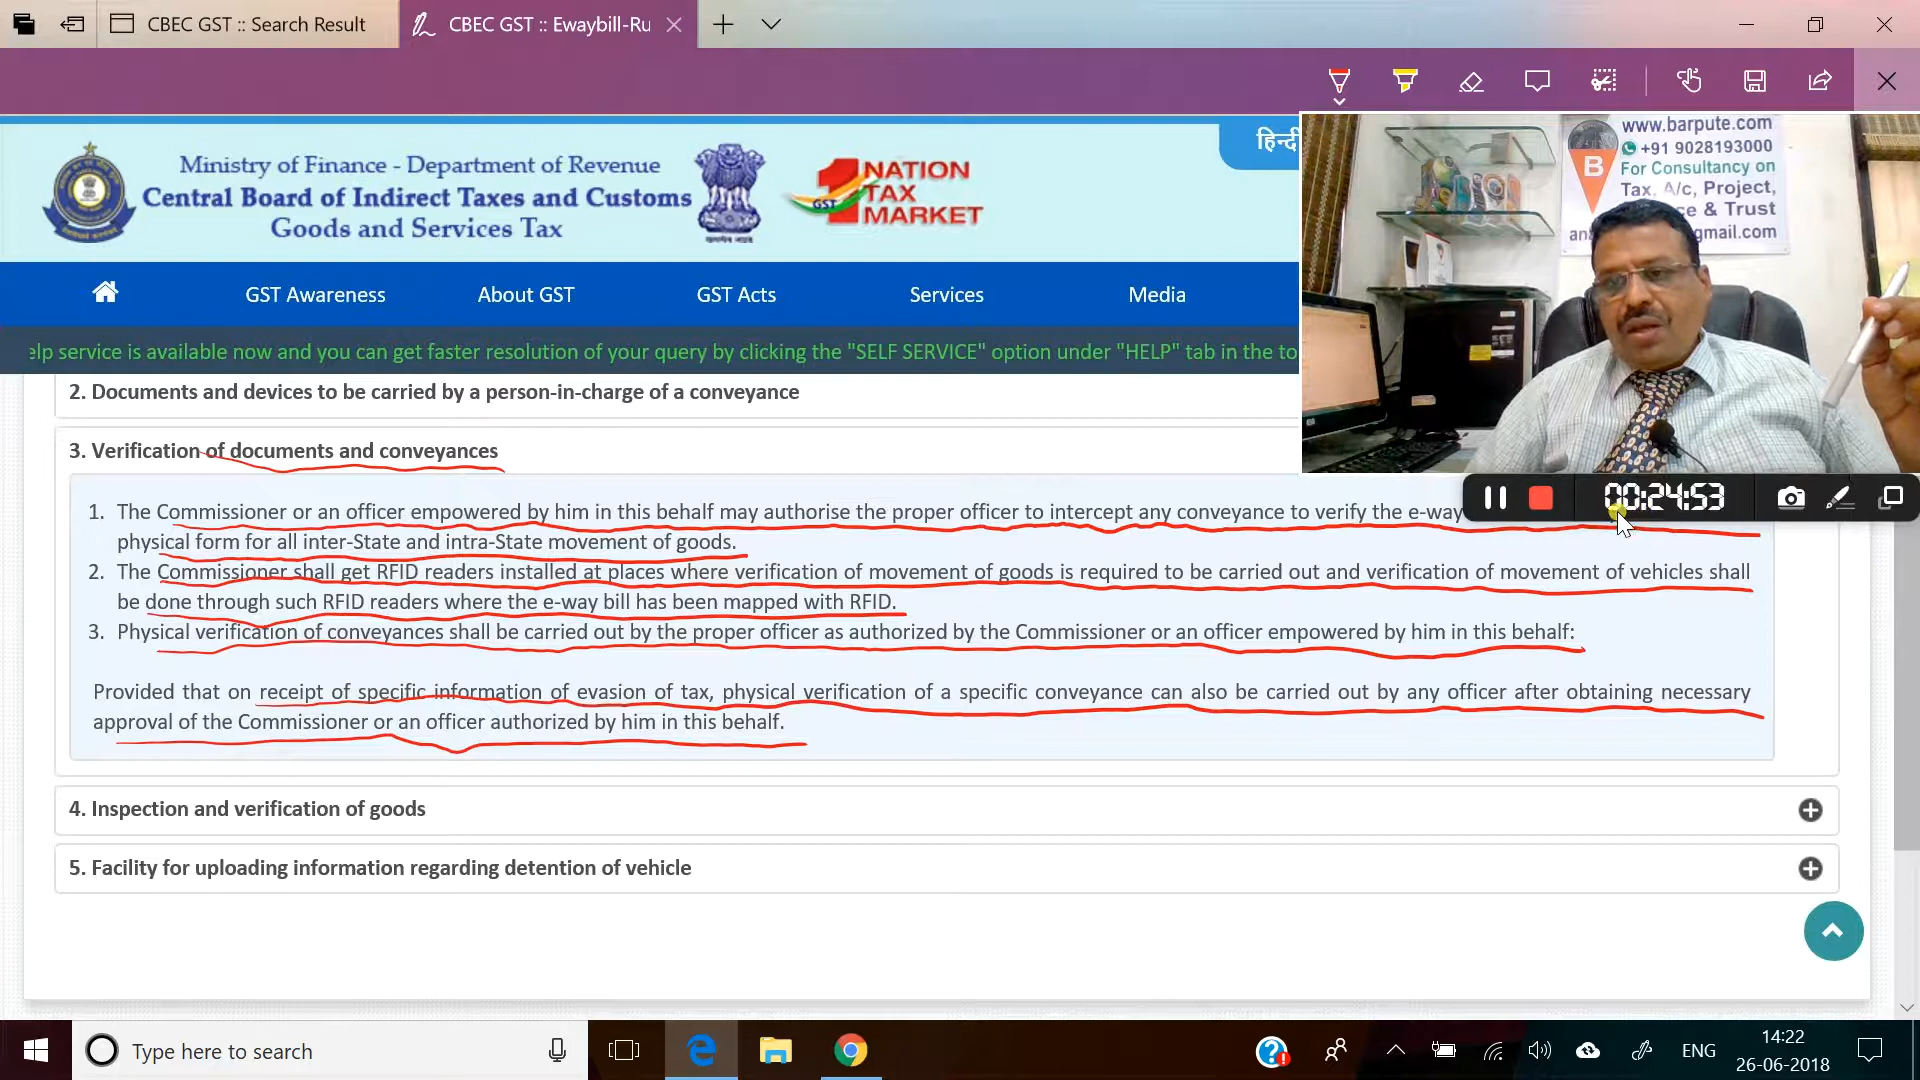 CBEC GST :: Search Result
CBEC GST :: Ewaybill-Ru
Ministry of Finance - Department of Revenue
Central Board of Indirect Taxes and Customs
Goods and Services Tax
GST
1
NATION
TAX
MARKET
हिन्दी
www.barpute.com
+91 9028193000
B
For Consultancy on
Tax, A/c, Project,
ce & Trust
an
gmail.com
GST Awareness
About GST
GST Acts
Services
Media
elp service is available now and you can get faster resolution of your query by clicking the "SELF SERVICE" option under "HELP" tab in the to
2. Documents and devices to be carried by a person-in-charge of a conveyance
3. Verification of documents and conveyances
00:24:53
1. The Commissioner or an officer empowered by him in this behalf may authorise the proper officer to intercept any conveyance to verify the e-way
physical form for all inter-State and intra-State movement of goods.
2. The Commissioner shall get RFID readers installed at places where verification of movement of goods is required to be carried out and verification of movement of vehicles shall
be done through such RFID readers where the e-way bill has been mapped with RFID.
3. Physical verification of conveyances shall be carried out by the proper officer as authorized by the Commissioner or an officer empowered by him in this behalf:
Provided that on receipt of specific information of evasion of tax, physical verification of a specific conveyance can also be carried out by any officer after obtaining necessary
approval of the Commissioner or an officer authorized by him in this behalf.
4. Inspection and verification of goods
5. Facility for uploading information regarding detention of vehicle
Type here to search
ENG
14:22
26-06-2018